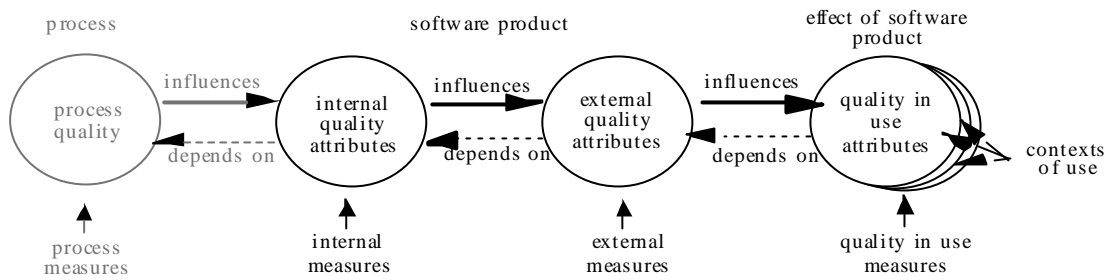 process
software product
effect of software
product
influences
influences
influences
process
quality
internal
quality
attributes
external
quality
attributes
quality in
use
attributes
depends on
depends on
depends on
contexts
of use
process
measures
internal
measures
external
measures
quality in use
measures